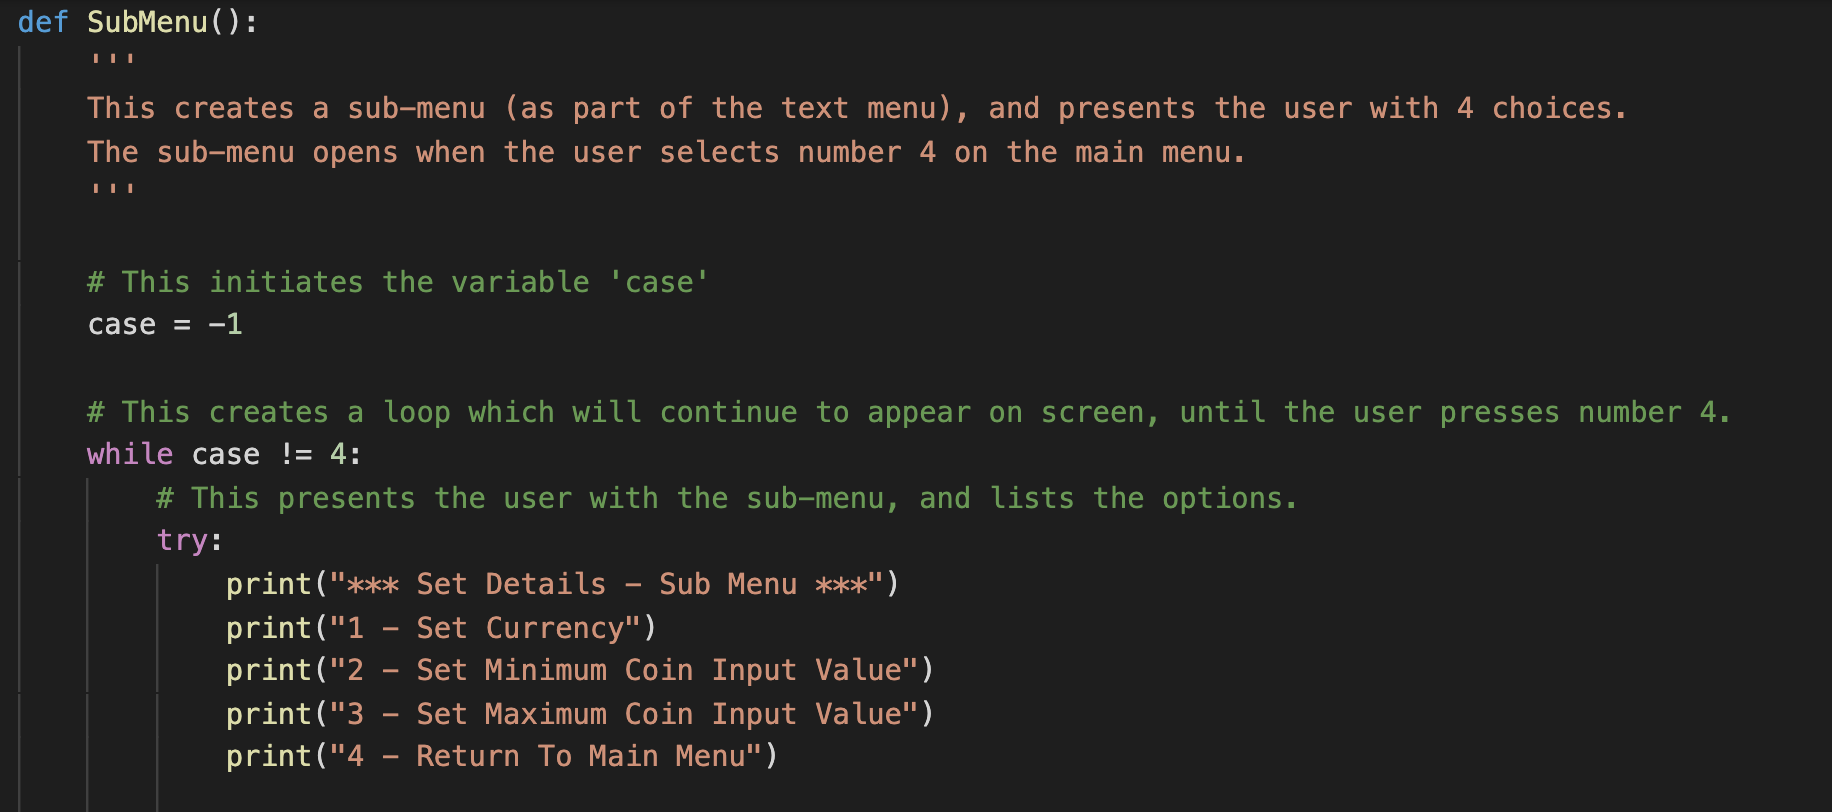 def SubMenu():
'''
This creates a sub-menu (as part of the text menu), and presents the user with 4 choices.
The sub-menu opens when the user selects number 4 on the main menu.
'''
# This initiates the variable 'case'
case = -1
# This creates a loop which will continue to appear on screen, until the user presses number 4.
while case != 4:
# This presents the user with the sub-menu, and lists the options.
try:
print("*** Set Details - Sub Menu ***")
print("1 - Set Currency")
print("2 - Set Minimum Coin Input Value")
print("3 - Set Maximum Coin Input Value")
print("4 - Return To Main Menu")